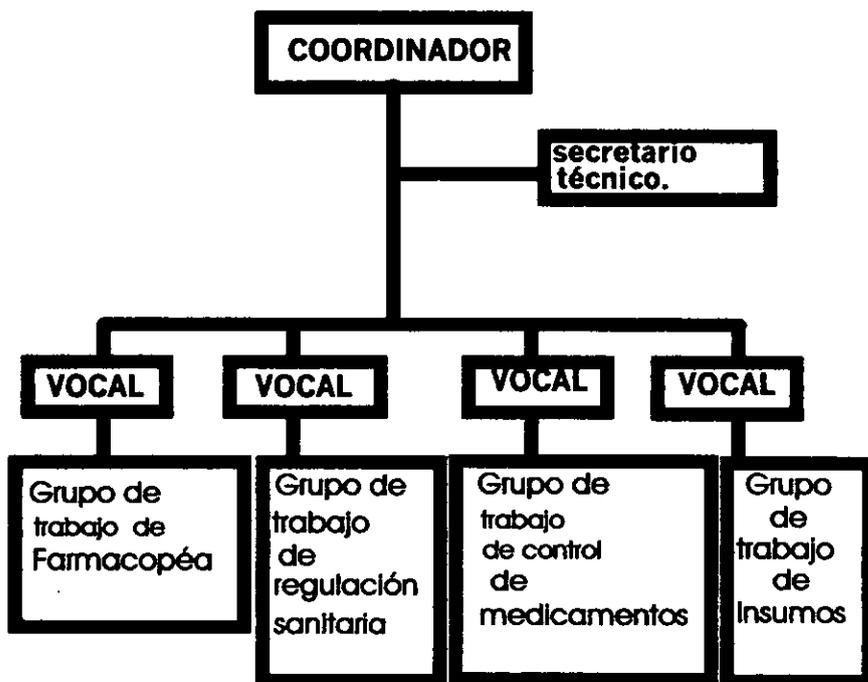 COORDINADOR
secretario
técnico.
VOCAL
VOCAL
VOCAL
VOCAL
Grupo de
trabajo de
Farmacopéa
Grupo de
trabajo
de
regulación
sanitaria
Grupo de
trabajo
de control
de
medicamentos
Grupo
de
trabajo
de
Insumos